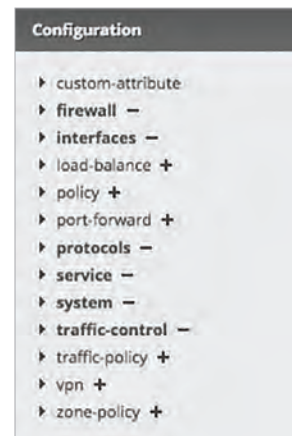 Configuration
custom-attribute
firewall −
interfaces −
load-balance +
policy +
port-forward +
protocols −
service −
system −
traffic-control −
traffic-policy +
vpn +
zone-policy +